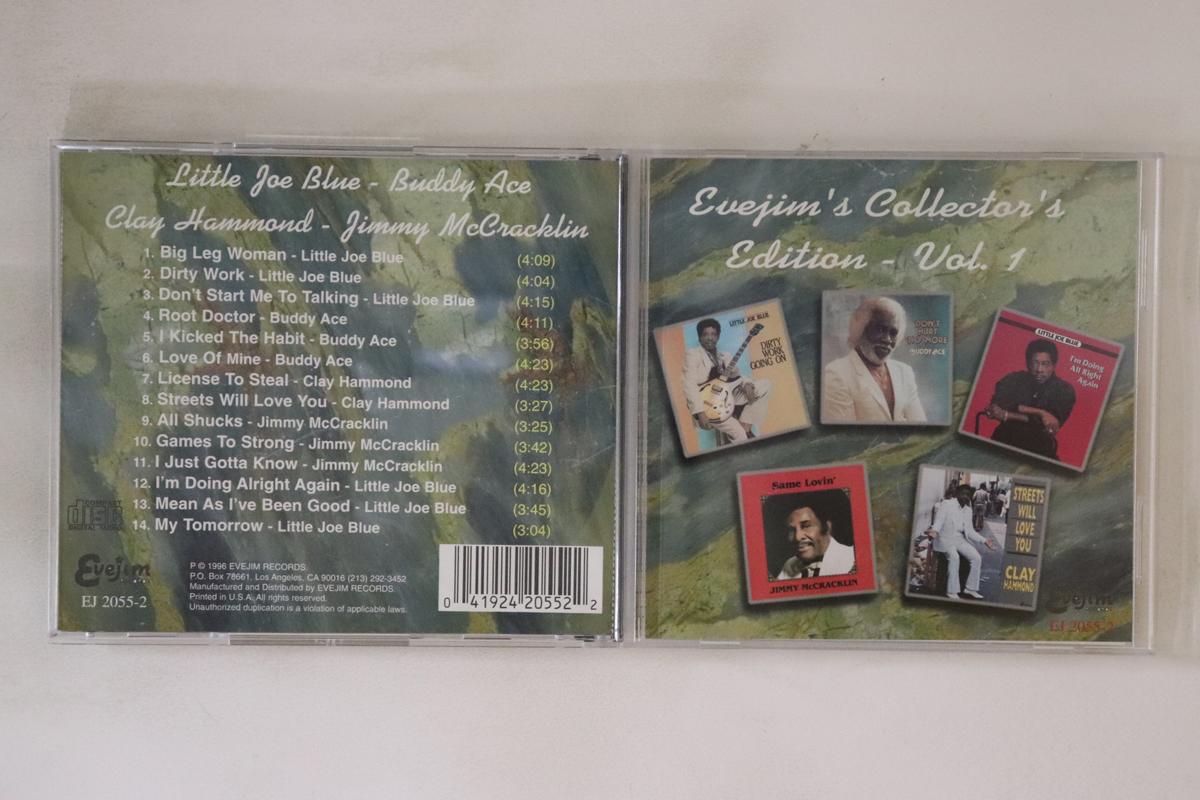 Little Joe Blue - Buddy Ace
Clay Hammond - Jimmy McCracklin
1. Big Leg Woman - Little Joe Blue (4:09)
2. Dirty Work - Little Joe Blue (4:04)
3. Don't Start Me To Talking - Little Joe Blue (4:15)
4. Root Doctor - Buddy Ace (4:11)
5. I Kicked The Habit - Buddy Ace (3:56)
6. Love Of Mine - Buddy Ace (4:23)
7. License To Steal - Clay Hammond (4:23)
8. Streets Will Love You - Clay Hammond (3:27)
9. All Shucks - Jimmy McCracklin (3:25)
10. Games To Strong - Jimmy McCracklin (3:42)
11. I Just Gotta Know - Jimmy McCracklin (4:23)
12. I'm Doing Alright Again - Little Joe Blue (4:16)
13. Mean As I've Been Good - Little Joe Blue (3:45)
14. My Tomorrow - Little Joe Blue (3:04)
COMPACT
disc
DIGITAL AUDIO
Evejim
EJ 2055-2
P © 1996 EVEJIM RECORDS.
P.O. Box 78661, Los Angeles, CA 90016 (213) 292-3452
Manufactured and Distributed by EVEJIM RECORDS.
Printed in U.S.A. All rights reserved.
Unauthorized duplication is a violation of applicable laws.
0 41924 20552 2
Evejim's Collector's
Edition - Vol. 1
LITTLE JOE BLUE
DIRTY
WORK
GOING ON
DON'T
HURT
NO MORE
BUDDY ACE
LITTLE JOE BLUE
I'm Doing
All Right
Again
Same Lovin'
JIMMY McCRACKLIN
STREETS
WILL
LOVE
YOU
CLAY
HAMMOND
Evejim
EJ 2055-2